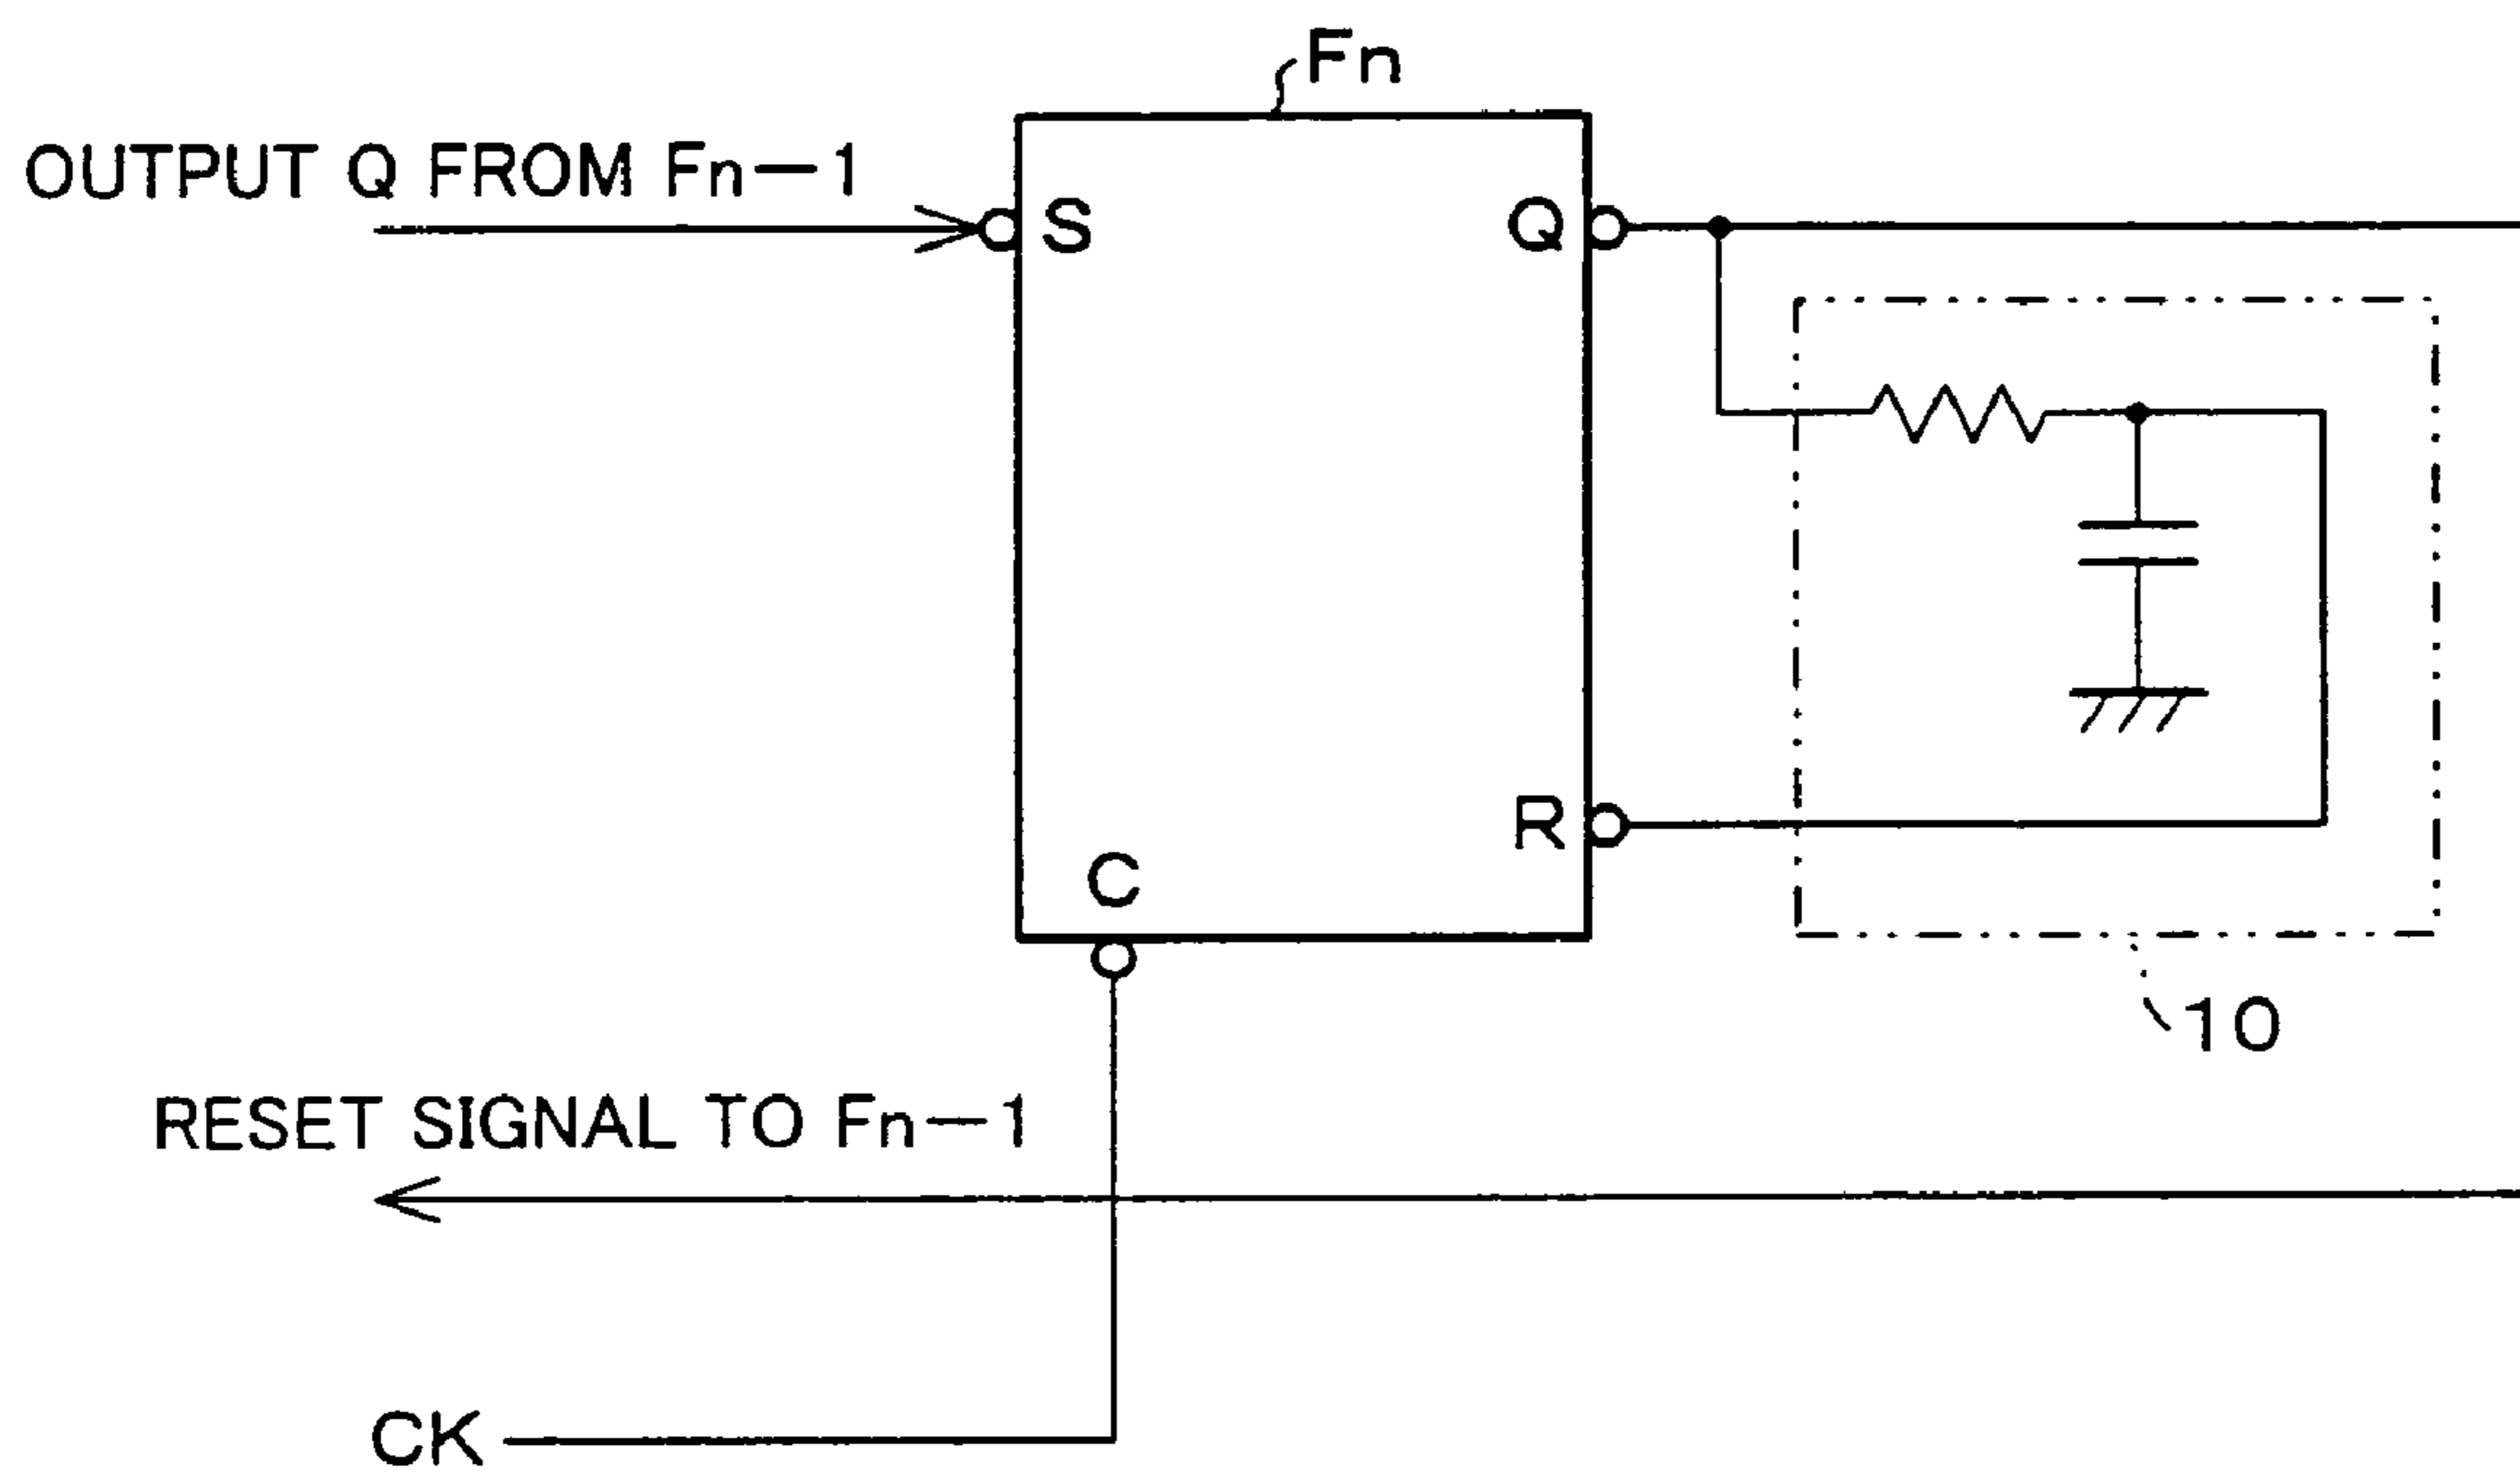 Fn
OUTPUT Q FROM Fn—1
S
Q
R
C
10
RESET SIGNAL TO Fn—1
CK